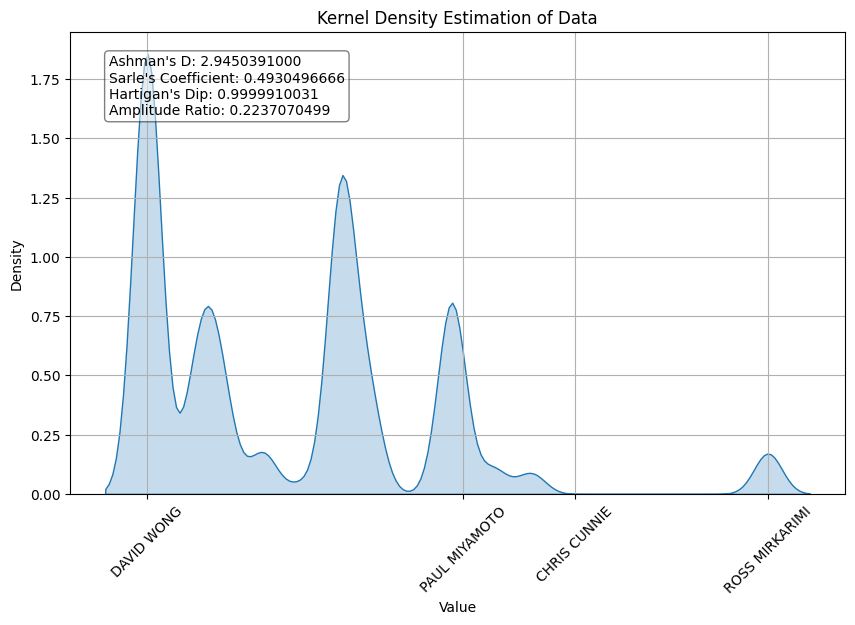 Kernel Density Estimation of Data
Ashman's D: 2.9450391000
Sarle's Coefficient: 0.4930496666
Hartigan's Dip: 0.9999910031
Amplitude Ratio: 0.2237070499
Density
1.75
1.50
1.25
1.00
0.75
0.50
0.25
0.00
DAVID WONG
PAUL MIYAMOTO
CHRIS CUNNIE
ROSS MIRKARIMI
Value